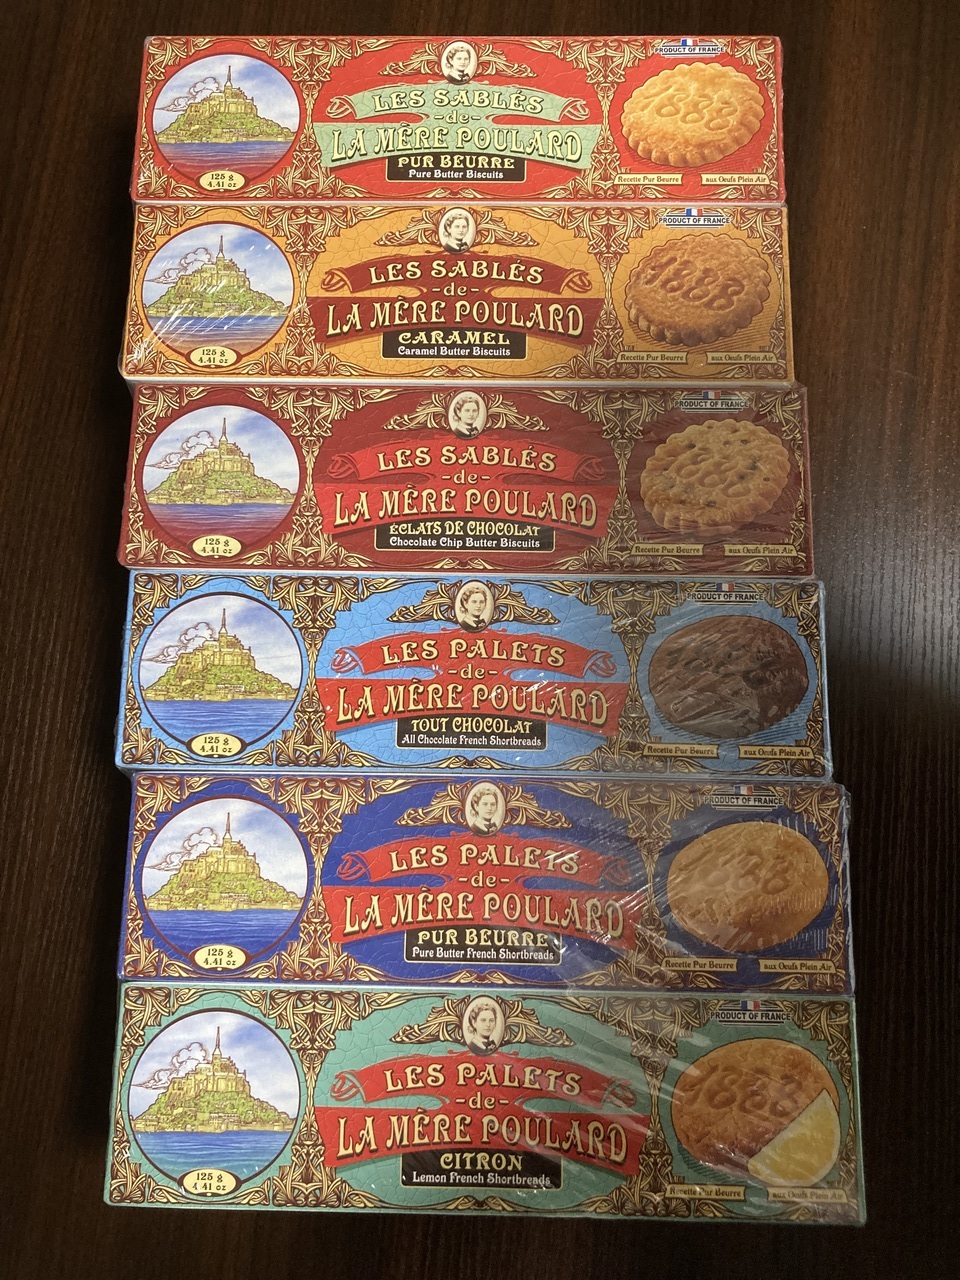 PRODUCT OF FRANCE
LES SABLÉS
-de-
LA MÈRE POULARD
PUR BEURRE
Pure Butter Biscuits
1888
125 g
4.41 oz
Recette Pur Beurre
aux Oeufs Plein Air
PRODUCT OF FRANCE
LES SABLÉS
-de-
LA MÈRE POULARD
CARAMEL
Caramel Butter Biscuits
1888
125 g
4.41 oz
Recette Pur Beurre
aux Oeufs Plein Air
PRODUCT OF FRANCE
LES SABLÉS
-de-
LA MÈRE POULARD
ÉCLATS DE CHOCOLAT
Chocolate Chip Butter Biscuits
125 g
4.41 oz
Recette Pur Beurre
aux Oeufs Plein Air
PRODUCT OF FRANCE
LES PALETS
-de-
LA MÈRE POULARD
TOUT CHOCOLAT
All Chocolate French Shortbreads
125 g
4.41 oz
Recette Pur Beurre
aux Oeufs Plein Air
PRODUCT OF FRANCE
LES PALETS
-de-
LA MÈRE POULARD
PUR BEURRE
Pure Butter French Shortbreads
1888
125 g
4.41 oz
Recette Pur Beurre
aux Oeufs Plein Air
PRODUCT OF FRANCE
LES PALETS
-de-
LA MÈRE POULARD
CITRON
Lemon French Shortbreads
1888
125 g
4.41 oz
Recette Pur Beurre
aux Oeufs Plein Air